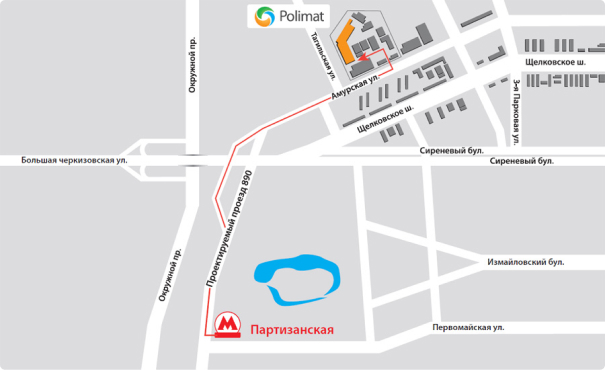 Polimat
Окружной пр.
Тагильская ул.
Амурская ул.
Щелковское ш.
Щелковское ш.
3-я Парковая ул.
Сиреневый бул.
Большая черкизовская ул.
Сиреневый бул.
Проектируемый проезд 890
Окружной пр.
Измайловский бул.
Партизанская
Первомайская ул.